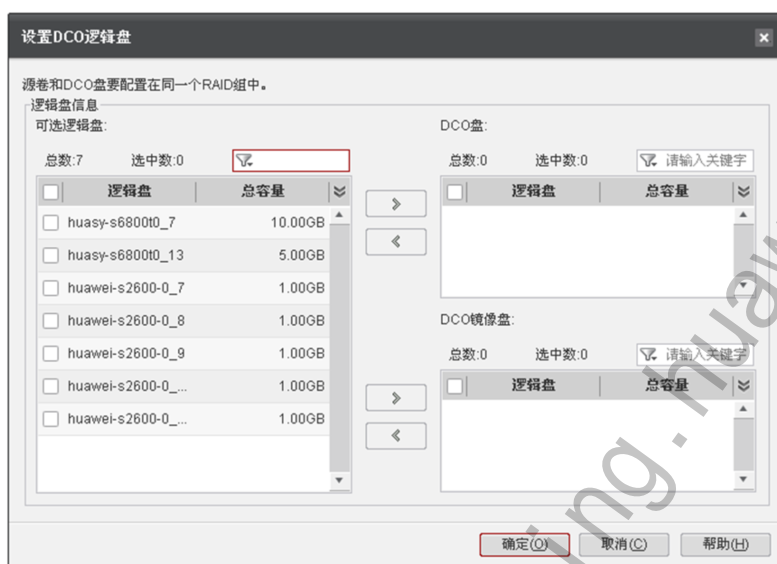 设置DCO逻辑盘
源卷和DCO盘要配置在同一个RAID组中。
逻辑盘信息
可选逻辑盘:
总数:7 选中数:0
逻辑盘 总容量
huasy-s6800t0_7 10.00GB
huasy-s6800t0_13 5.00GB
huawei-s2600-0_7 1.00GB
huawei-s2600-0_8 1.00GB
huawei-s2600-0_9 1.00GB
huawei-s2600-0_... 1.00GB
huawei-s2600-0_... 1.00GB
DCO盘:
总数:0 选中数:0 请输入关键字
逻辑盘 总容量
DCO镜像盘:
总数:0 选中数:0 请输入关键字
逻辑盘 总容量
确定(O) 取消(C) 帮助(H)
ing.huaw